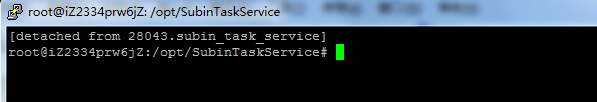 root@iZ2334prw6jZ: /opt/SubinTaskService
[detached from 28043.subin_task_service]
root@iZ2334prw6jZ:/opt/SubinTaskService#